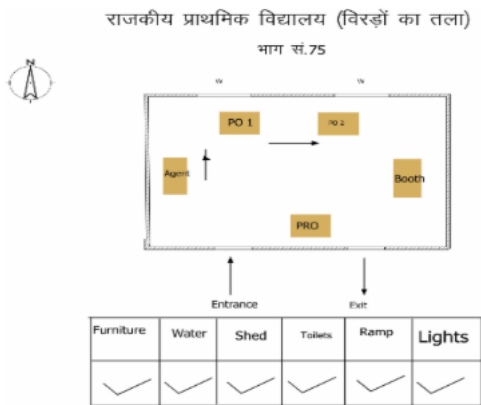 राजकीय प्राथमिक विद्यालय (विरड़ों का तला)
भाग सं.75
N
W W
PO 1 PO 2
Agent Booth
PRO
Entrance Exit
Furniture Water Shed Toilets Ramp Lights